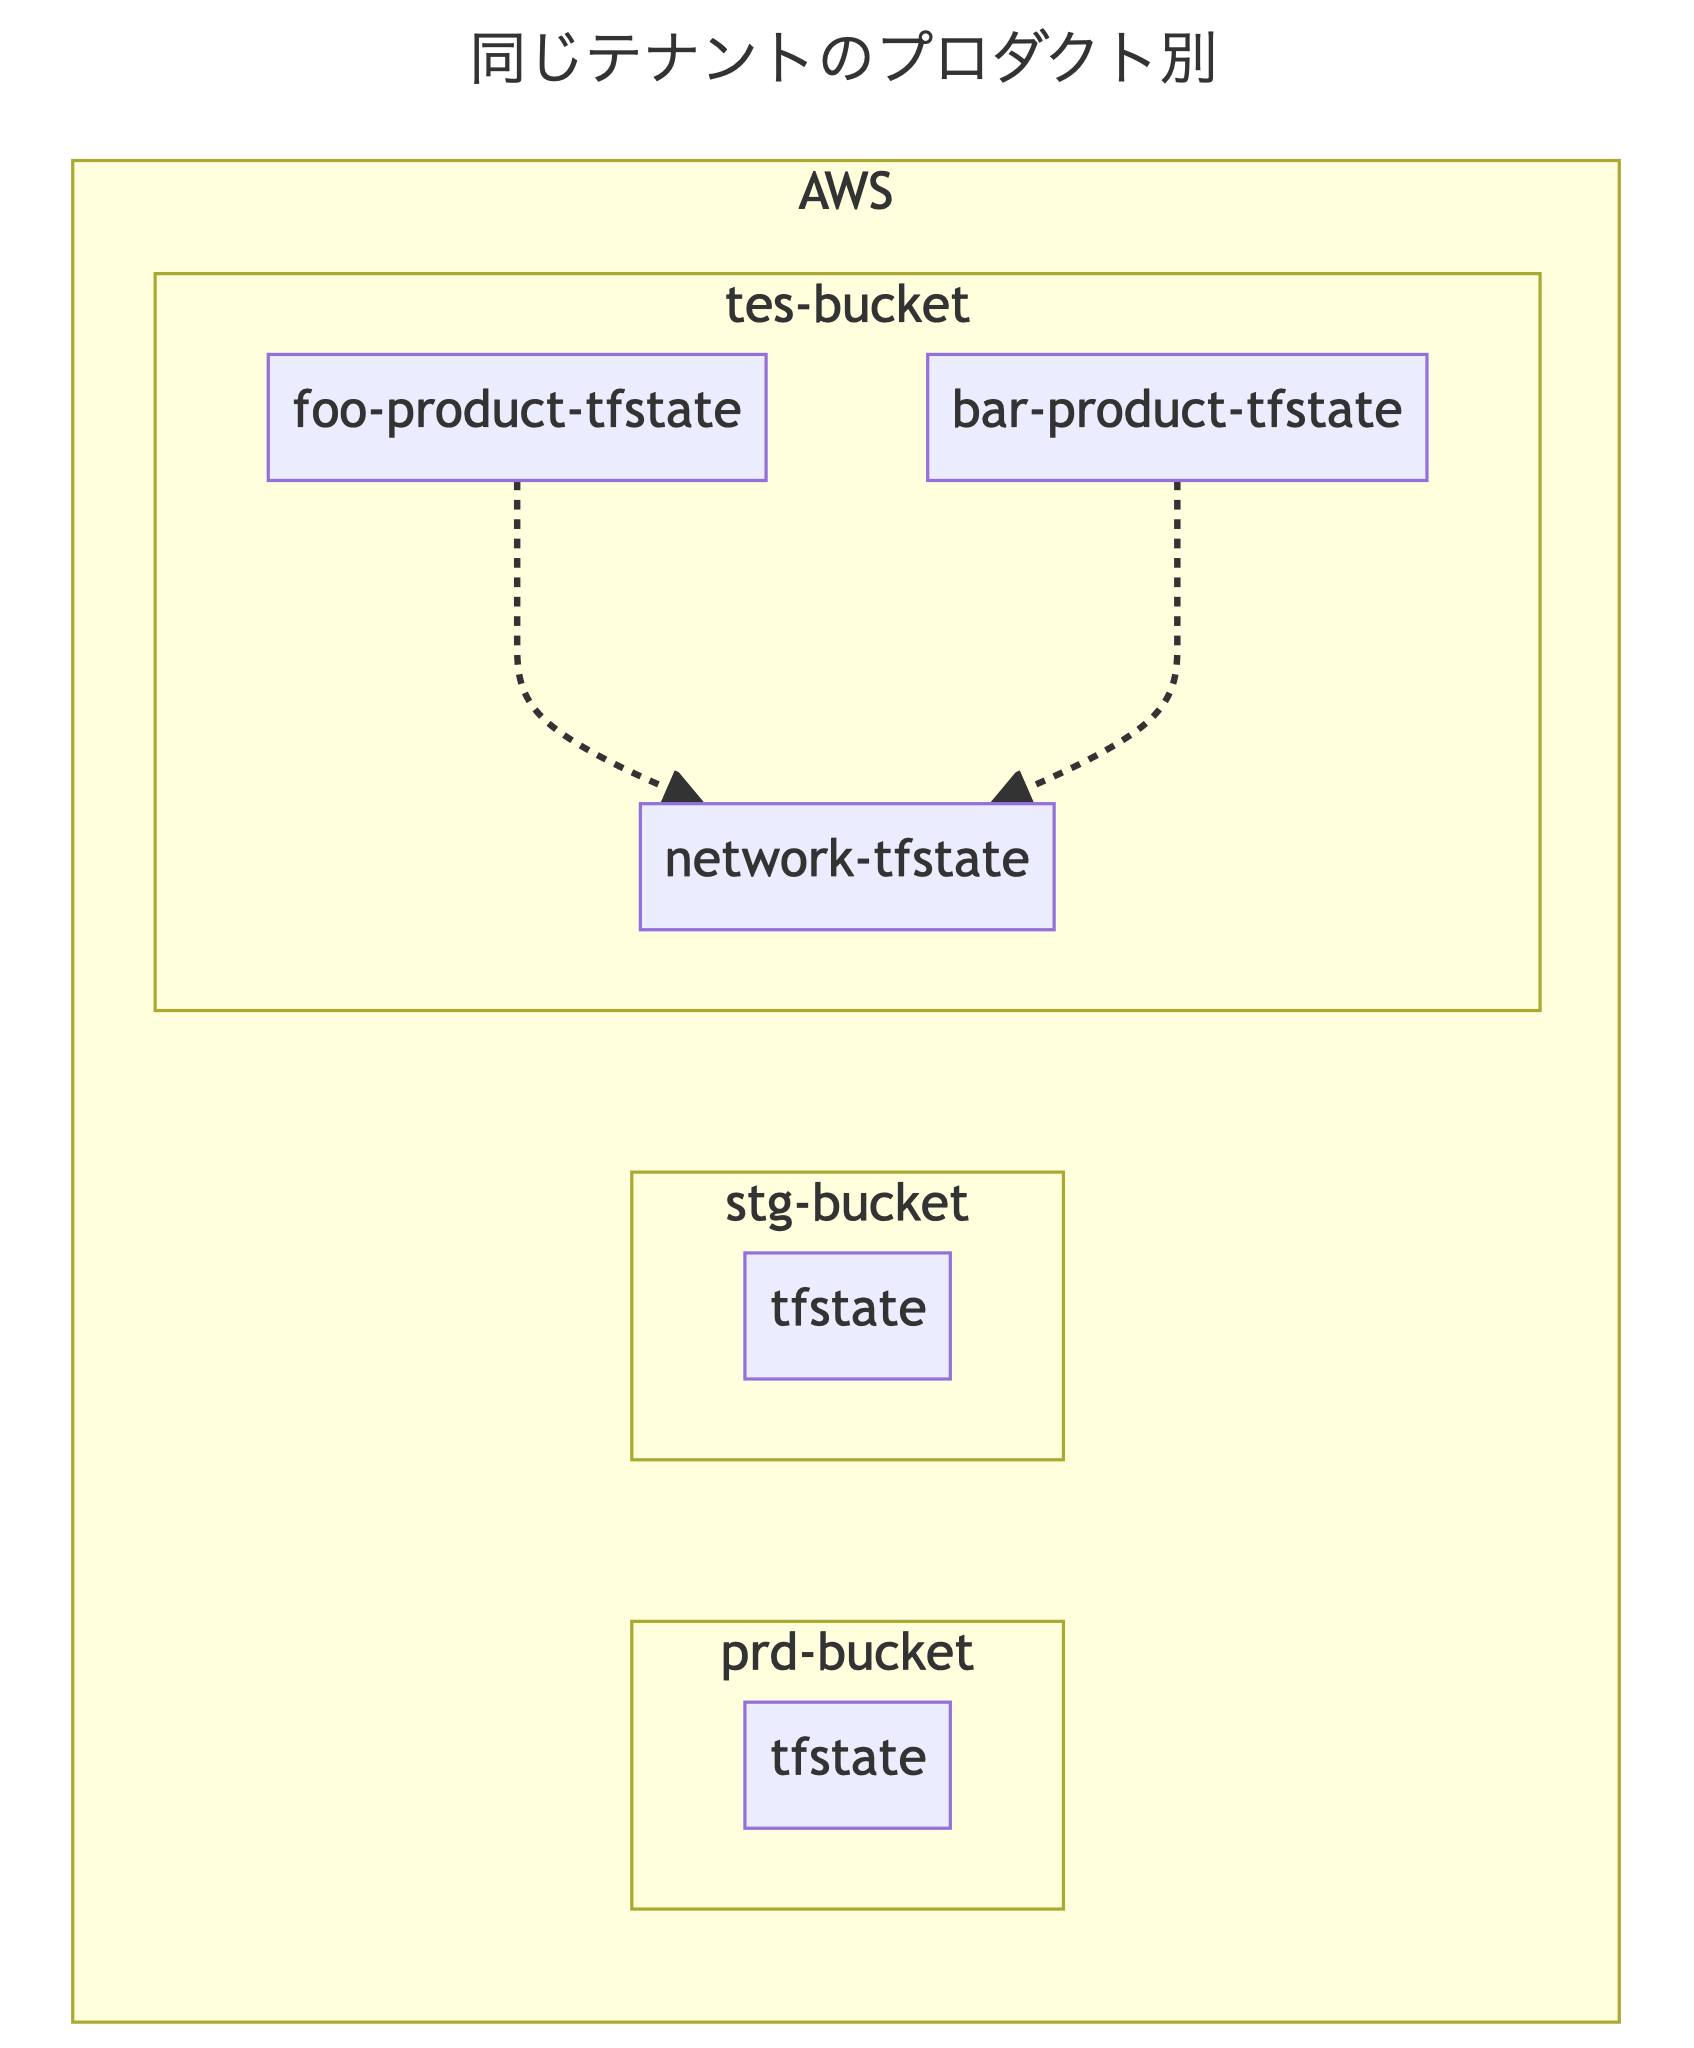 同じテナントのプロダクト別
AWS
tes-bucket
foo-product-tfstate
bar-product-tfstate
network-tfstate
stg-bucket
tfstate
prd-bucket
tfstate